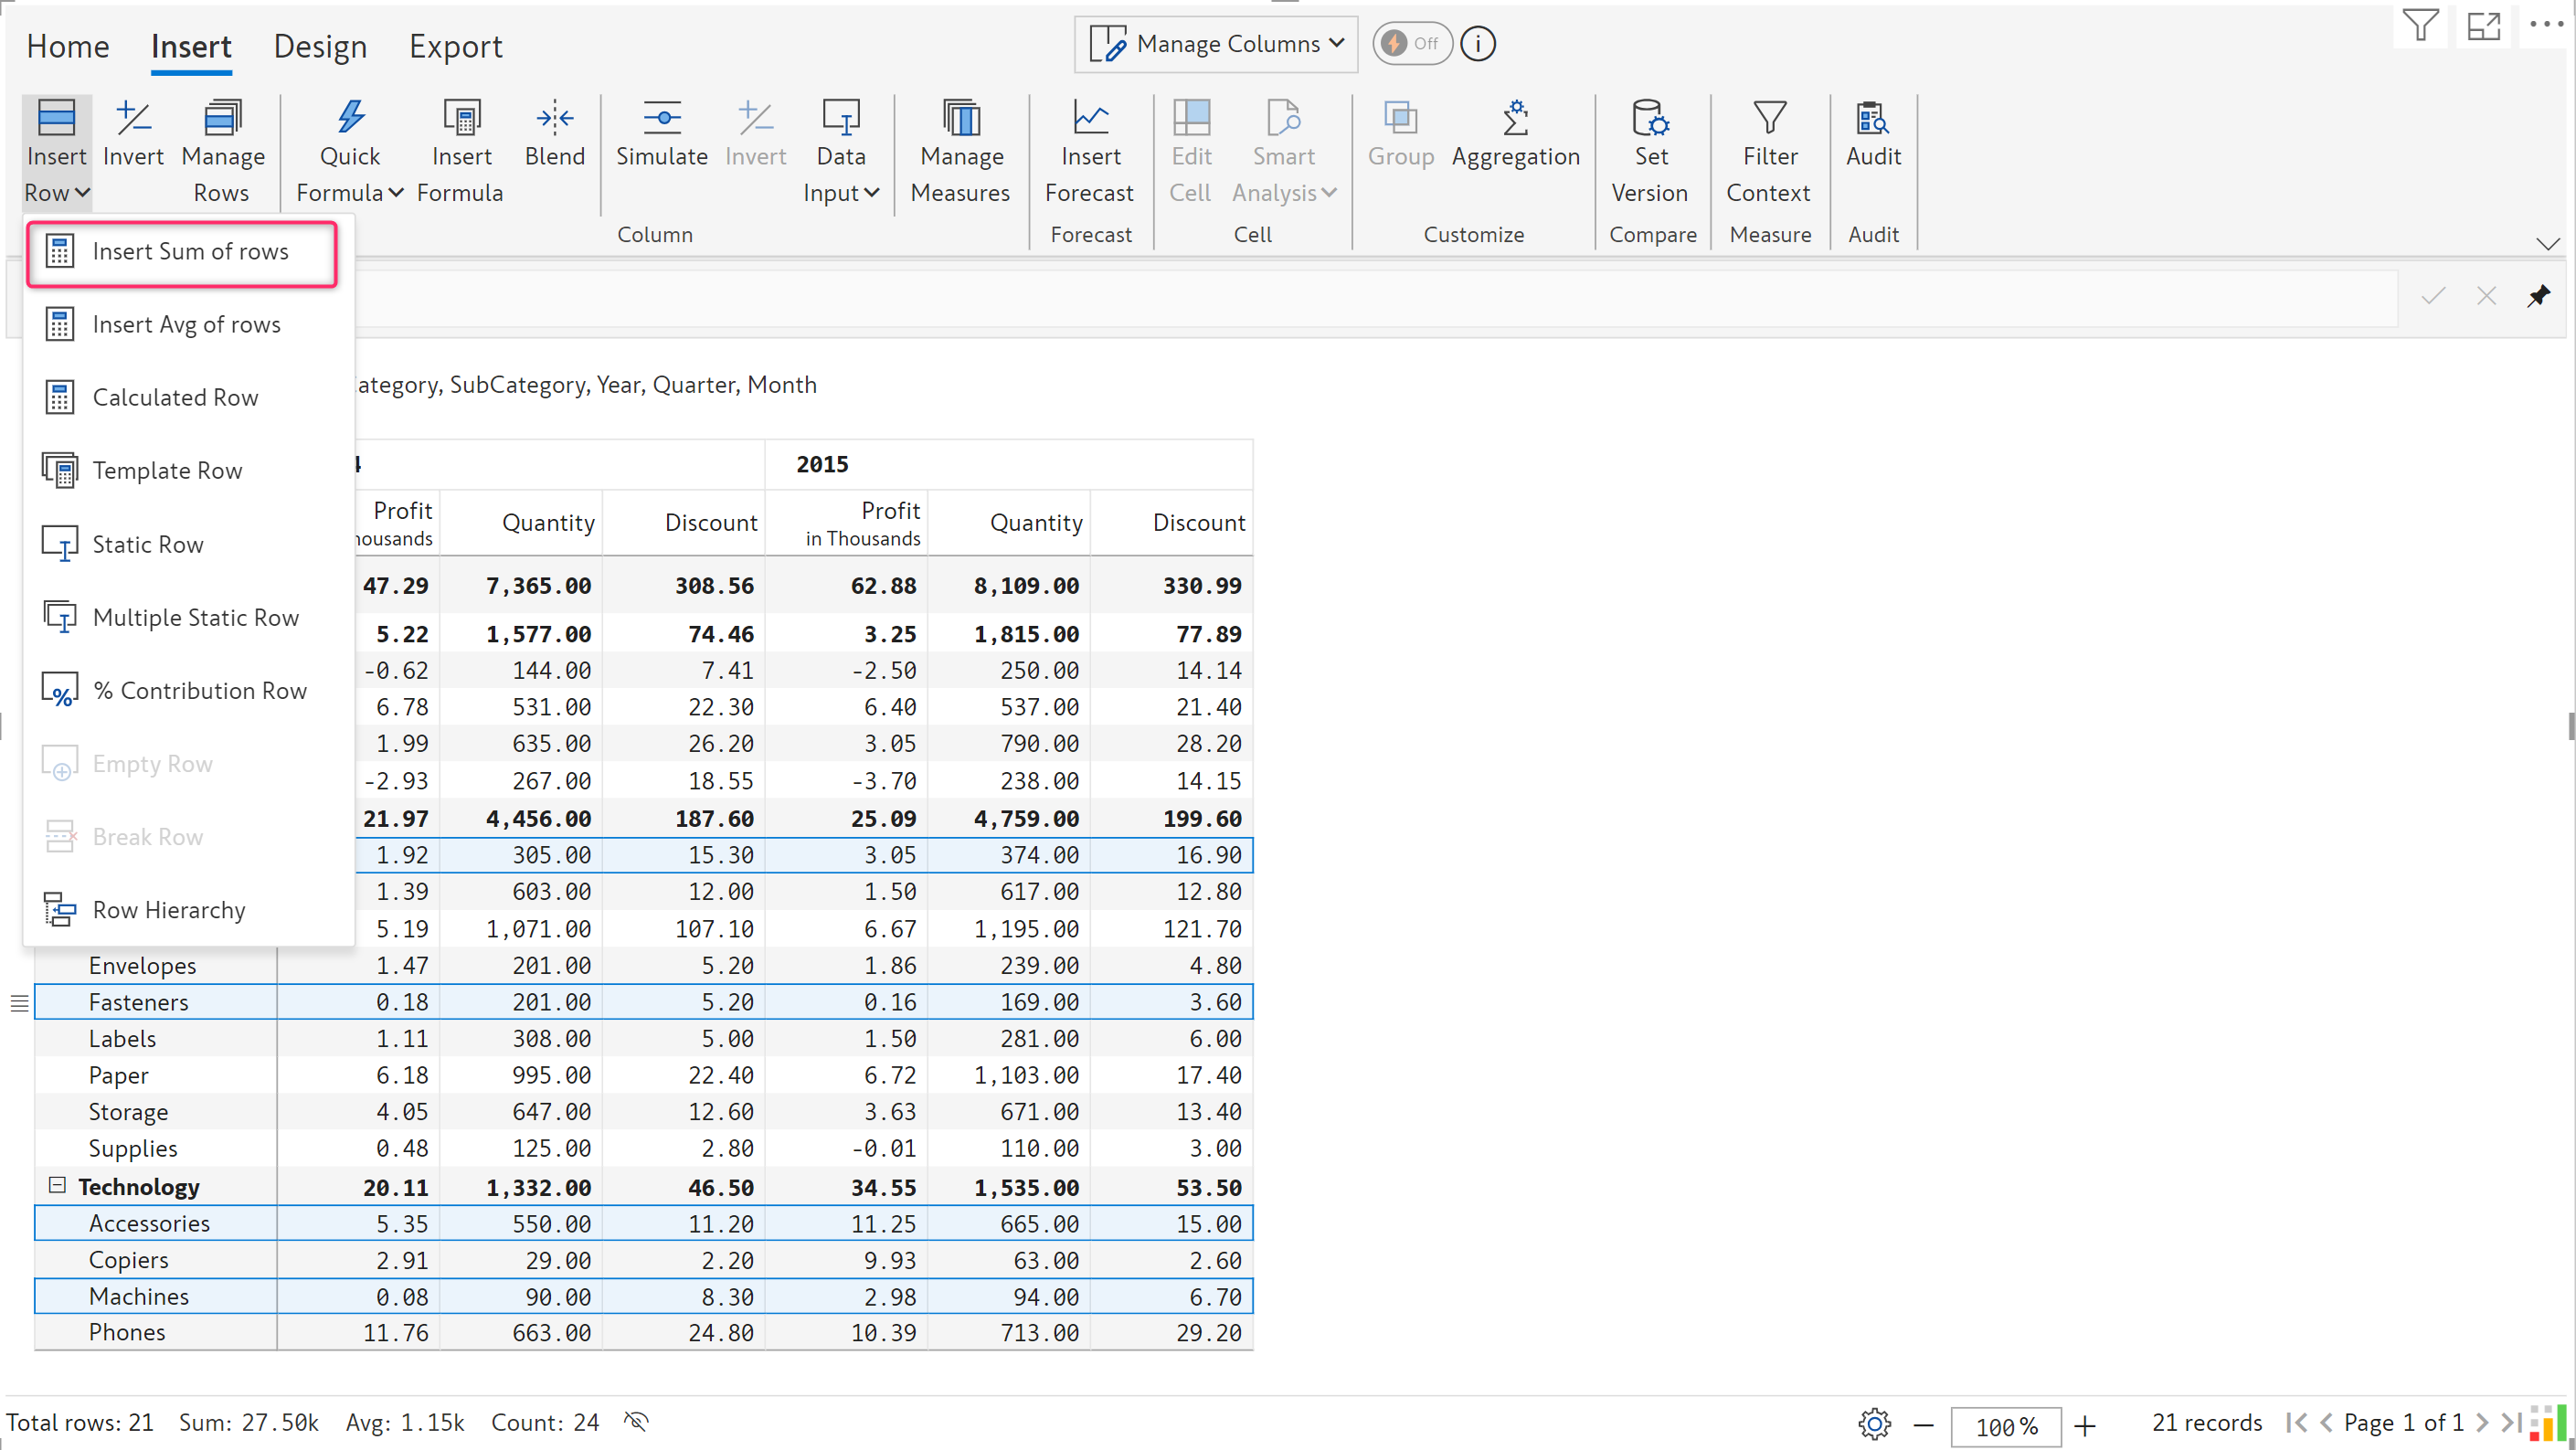 Home Insert Design Export Manage Columns Off i
Insert Row Invert Manage Rows Quick Formula Insert Formula Blend Simulate Invert Data Input Manage Measures Insert Forecast Edit Cell Smart Analysis Group Aggregation Set Version Filter Context Audit
Column Forecast Cell Customize Compare Measure Audit
Insert Sum of rows
Insert Avg of rows
Calculated Row
Template Row
Static Row
Multiple Static Row
% Contribution Row
Empty Row
Break Row
Row Hierarchy
ategory, SubCategory, Year, Quarter, Month
4 2015
Profit Quantity Discount Profit Quantity Discount
housands in Thousands
47.29 7,365.00 308.56 62.88 8,109.00 330.99
5.22 1,577.00 74.46 3.25 1,815.00 77.89
-0.62 144.00 7.41 -2.50 250.00 14.14
6.78 531.00 22.30 6.40 537.00 21.40
1.99 635.00 26.20 3.05 790.00 28.20
-2.93 267.00 18.55 -3.70 238.00 14.15
21.97 4,456.00 187.60 25.09 4,759.00 199.60
1.92 305.00 15.30 3.05 374.00 16.90
1.39 603.00 12.00 1.50 617.00 12.80
5.19 1,071.00 107.10 6.67 1,195.00 121.70
Envelopes 1.47 201.00 5.20 1.86 239.00 4.80
Fasteners 0.18 201.00 5.20 0.16 169.00 3.60
Labels 1.11 308.00 5.00 1.50 281.00 6.00
Paper 6.18 995.00 22.40 6.72 1,103.00 17.40
Storage 4.05 647.00 12.60 3.63 671.00 13.40
Supplies 0.48 125.00 2.80 -0.01 110.00 3.00
Technology 20.11 1,332.00 46.50 34.55 1,535.00 53.50
Accessories 5.35 550.00 11.20 11.25 665.00 15.00
Copiers 2.91 29.00 2.20 9.93 63.00 2.60
Machines 0.08 90.00 8.30 2.98 94.00 6.70
Phones 11.76 663.00 24.80 10.39 713.00 29.20
Total rows: 21 Sum: 27.50k Avg: 1.15k Count: 24 100% 21 records Page 1 of 1